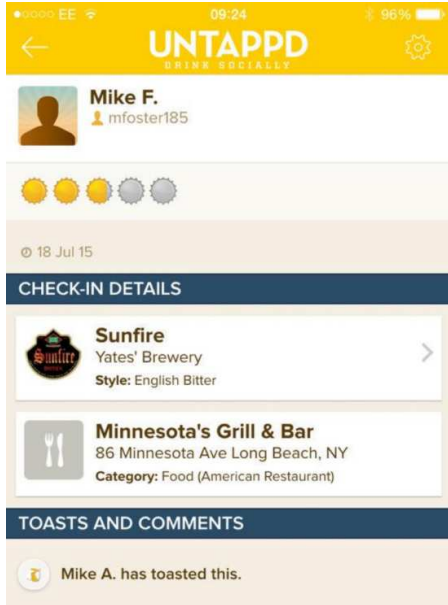 EE 09:24 96%
UNTAPPD
DRINK SOCIALLY
Mike F.
mfoster185
18 Jul 15
CHECK-IN DETAILS
Sunfire
Sunfire
Yates' Brewery
Style: English Bitter
Minnesota's Grill & Bar
86 Minnesota Ave Long Beach, NY
Category: Food (American Restaurant)
TOASTS AND COMMENTS
Mike A. has toasted this.